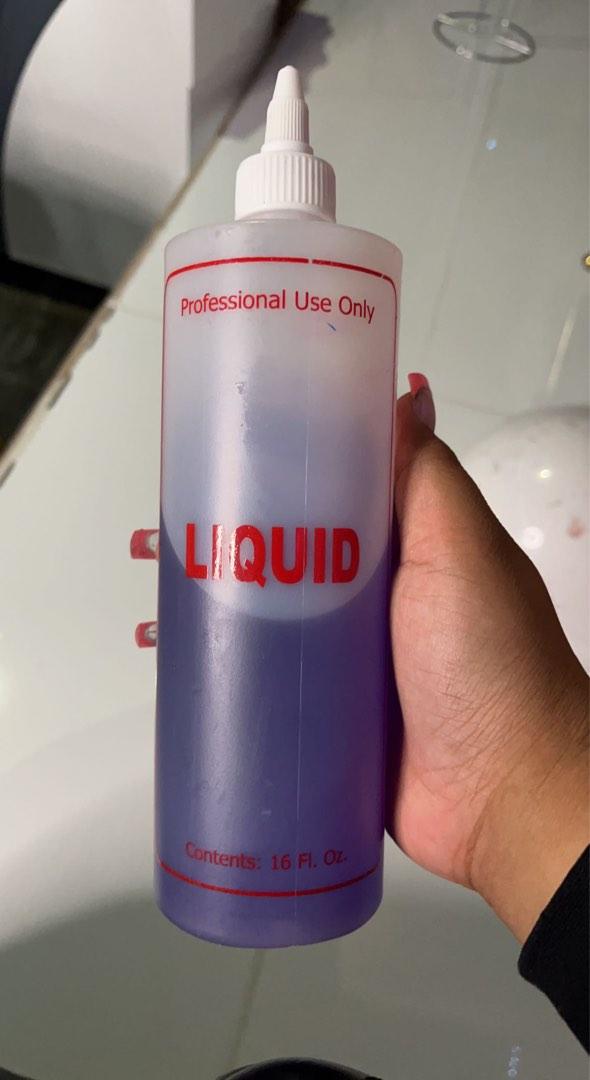 Professional Use Only
LIQUID
Contents: 16 Fl. Oz.